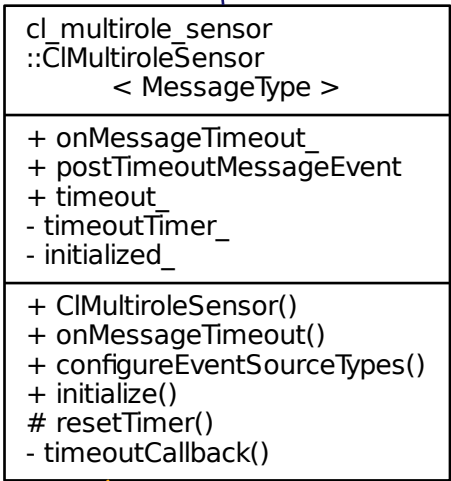 cl_multirole_sensor
::ClMultiroleSensor
< MessageType >
+ onMessageTimeout_
+ postTimeoutMessageEvent
+ timeout_
- timeoutTimer_
- initialized_
+ ClMultiroleSensor()
+ onMessageTimeout()
+ configureEventSourceTypes()
+ initialize()
# resetTimer()
- timeoutCallback()